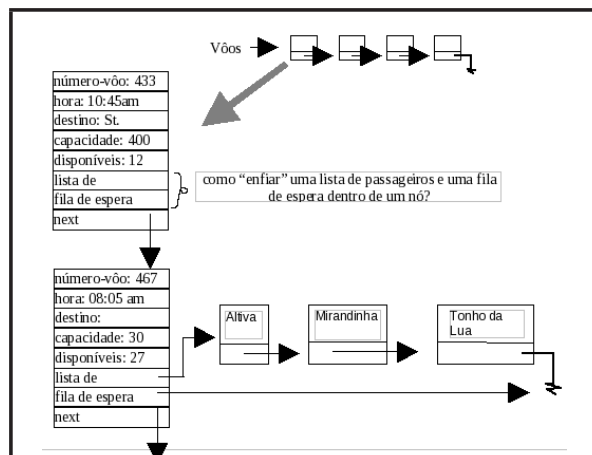 Vôos
número-vôo: 433
hora: 10:45am
destino: St.
capacidade: 400
disponíveis: 12
lista de
fila de espera
next
como “enfiar” uma lista de passageiros e uma fila
de espera dentro de um nó?
número-vôo: 467
hora: 08:05 am
destino:
capacidade: 30
disponíveis: 27
lista de
fila de espera
next
Altiva
Mirandinha
Tonho da
Lua